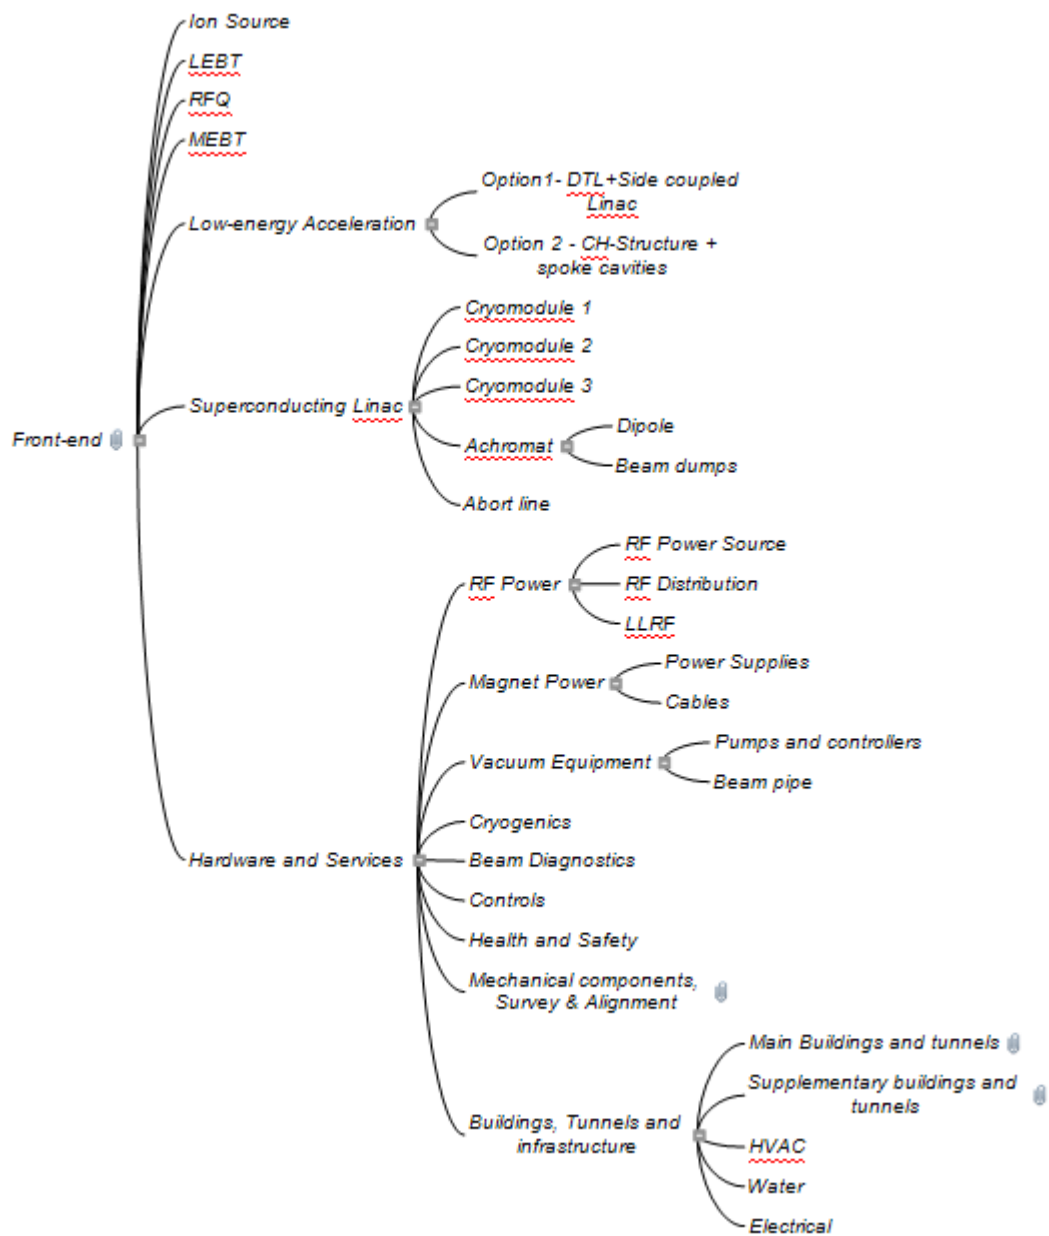 Ion Source
LEBT
RFQ
MEBT
Option1- DTL+Side coupled
Linac
Low-energy Acceleration
Option 2 - CH-Structure +
spoke cavities
Cryomodule 1
Cryomodule 2
Cryomodule 3
Superconducting Linac
Dipole
Front-end
Achromat
Beam dumps
Abort line
RF Power Source
RF Power
RF Distribution
LLRF
Power Supplies
Magnet Power
Cables
Pumps and controllers
Vacuum Equipment
Beam pipe
Cryogenics
Hardware and Services
Beam Diagnostics
Controls
Health and Safety
Mechanical components,
Survey & Alignment
Main Buildings and tunnels
Supplementary buildings and
tunnels
Buildings, Tunnels and
infrastructure
HVAC
Water
Electrical